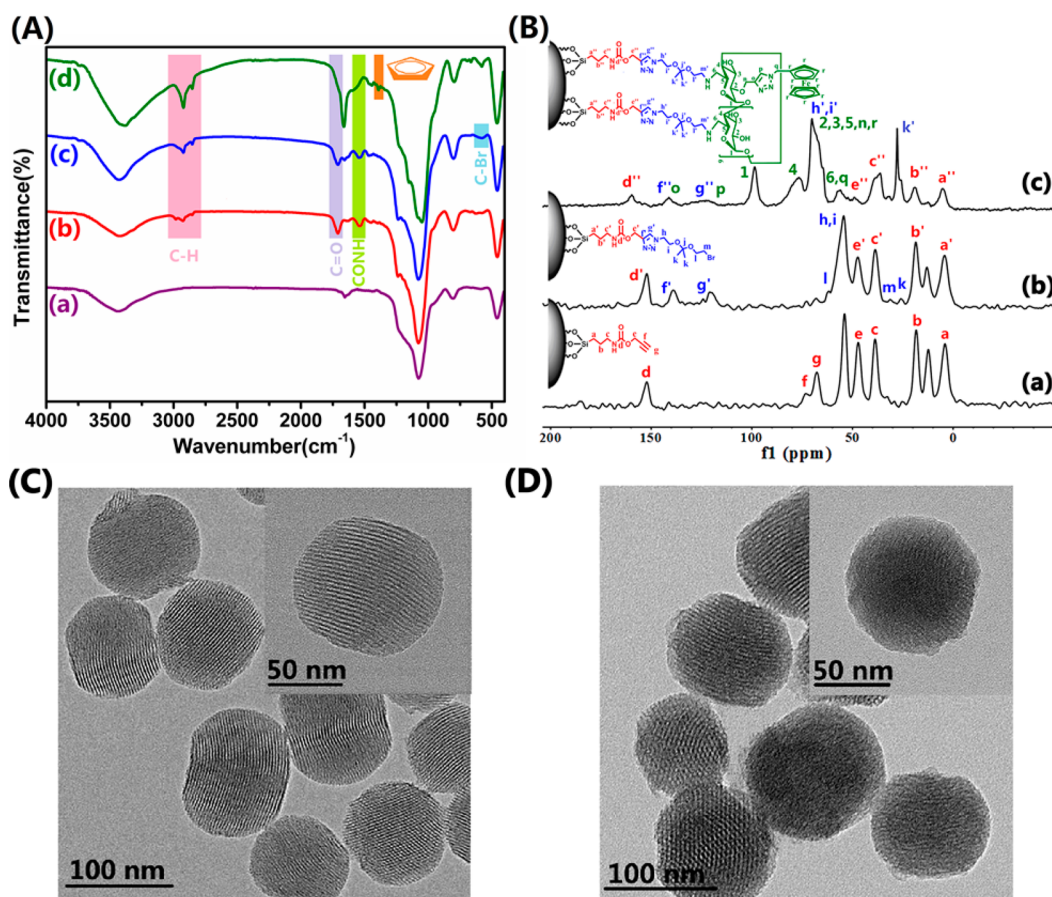 (A)
(d)
(c)
(b)
(a)
C-H
C=O
CONH
C-Br
Transmittance(%)
4000 3500 3000 2500 2000 1500 1000 500
Wavenumber(cm-1)
(B)
h',i'
2,3,5,n,r
k'
d''
f'' o
g'' p
1
4
6,q
e''
c''
b''
a''
(c)
d'
f'
g'
l
h,i
e'
c'
m
k
b'
a'
(b)
d
f
g
e
c
b
a
(a)
200 150 100 50 0
f1 (ppm)
(C)
50 nm
100 nm
(D)
50 nm
100 nm